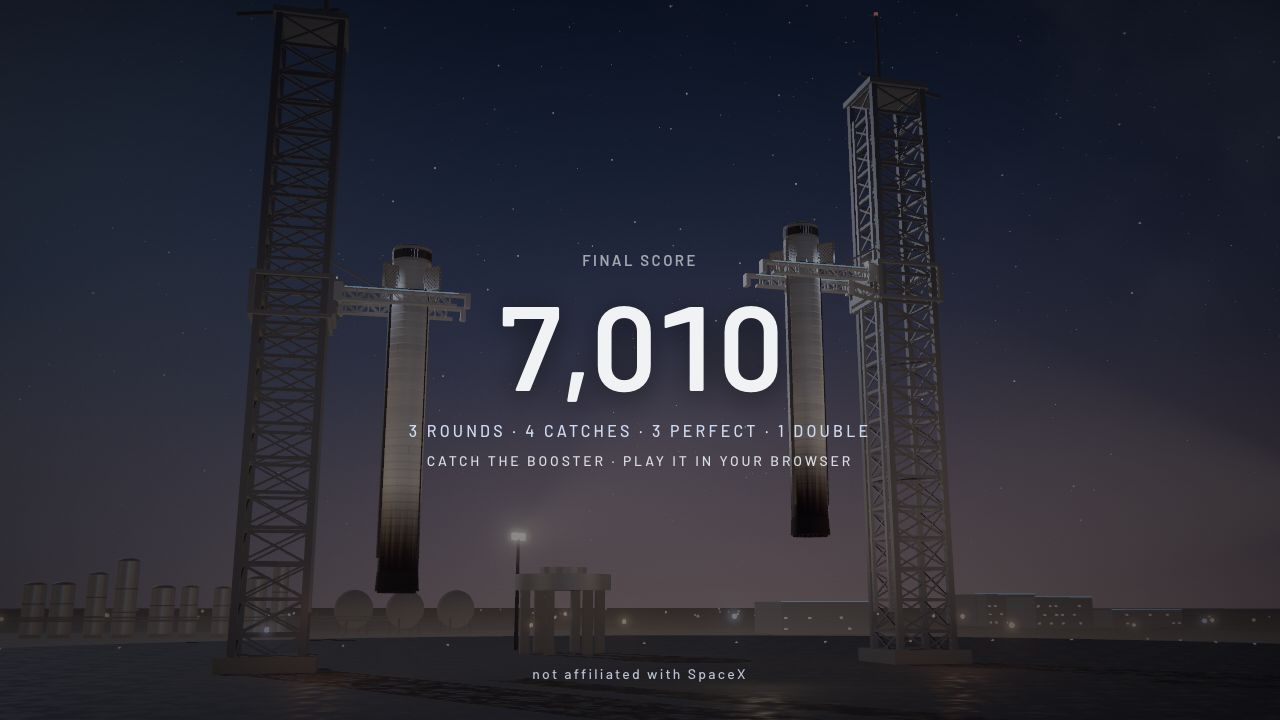 FINAL SCORE
7,010
3 ROUNDS · 4 CATCHES · 3 PERFECT · 1 DOUBLE
CATCH THE BOOSTER · PLAY IT IN YOUR BROWSER
not affiliated with SpaceX